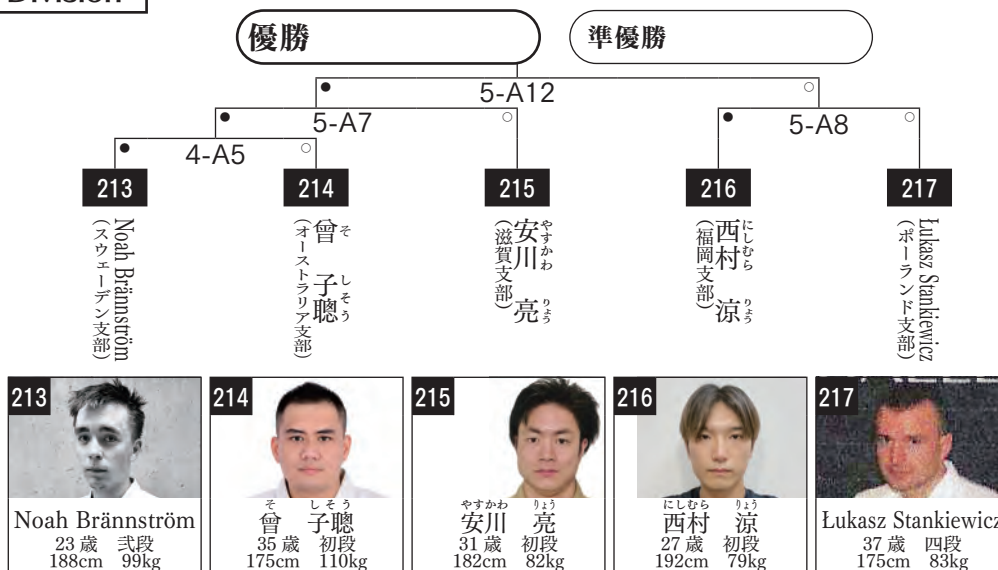 Division
優勝
準優勝
5-A12
5-A7
5-A8
4-A5
213
214
215
216
217
Noah Brännström
(スウェーデン支部)
そ しそう
曾 子聰
(オーストラリア支部)
やすかわ りょう
安川 亮
(滋賀支部)
にしむら りょう
西村 涼
(福岡支部)
Łukasz Stankiewicz
(ポーランド支部)
213
214
215
216
217
Noah Brännström
23歳 弐段
188cm 99kg
そ しそう
曾 子聰
35歳 初段
175cm 110kg
やすかわ りょう
安川 亮
31歳 初段
182cm 82kg
にしむら りょう
西村 涼
27歳 初段
192cm 79kg
Łukasz Stankiewicz
37歳 四段
175cm 83kg